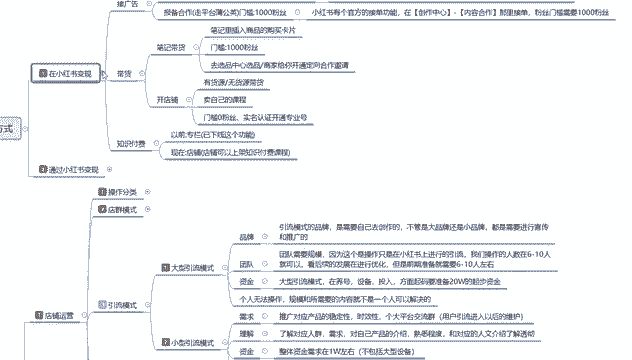 接广告
报备合作(走平台蒲公英)门槛:1000粉丝
小红书有个官方的接单功能，在【创作中心】-【内容合作】那里接单，粉丝门槛需要1000粉丝
笔记里插入商品的购买卡片
笔记带货
门槛:1000粉丝
去选品中心选品/商家给你开通定向合作邀请
在小红书变现
带货
有货源/无货源带货
开店铺
卖自己的课程
门槛0粉丝、实名认证开通专业号
方式
知识付费
以前:专栏(已下线这个功能)
现在:店铺(店铺可以上架知识付费课程)
通过小红书变现
操作分类
店群模式
品牌
引流模式的品牌，是需要自己去创作的，不管是大品牌还是小品牌，都是需要进行宣传
和推广的
团队
团队需要规模，因为这个是操作只是在小红书上进行的引流，我们操作的人数在6-10人
就可以，看后续的发展在进行优化，但是前期准备就需要6-10人左右
大型引流模式
资金
大型引流模式，在养号，设备，投入，方面起码要准备20W的起步资金
个人无法操作，规模和所需要的内容就不是一个人可以解决的
引流模式
店铺运营
需求
推广对应产品的稳定性，时效性，个大平台交流群（用户引流进入以后的维护）
小型引流模式
理解
了解对应人群，需求，对自己产品的介绍，熟悉程度，和对应的人文介绍了解透彻
资金
整体资金需求在1W左右（不包括大型设备）